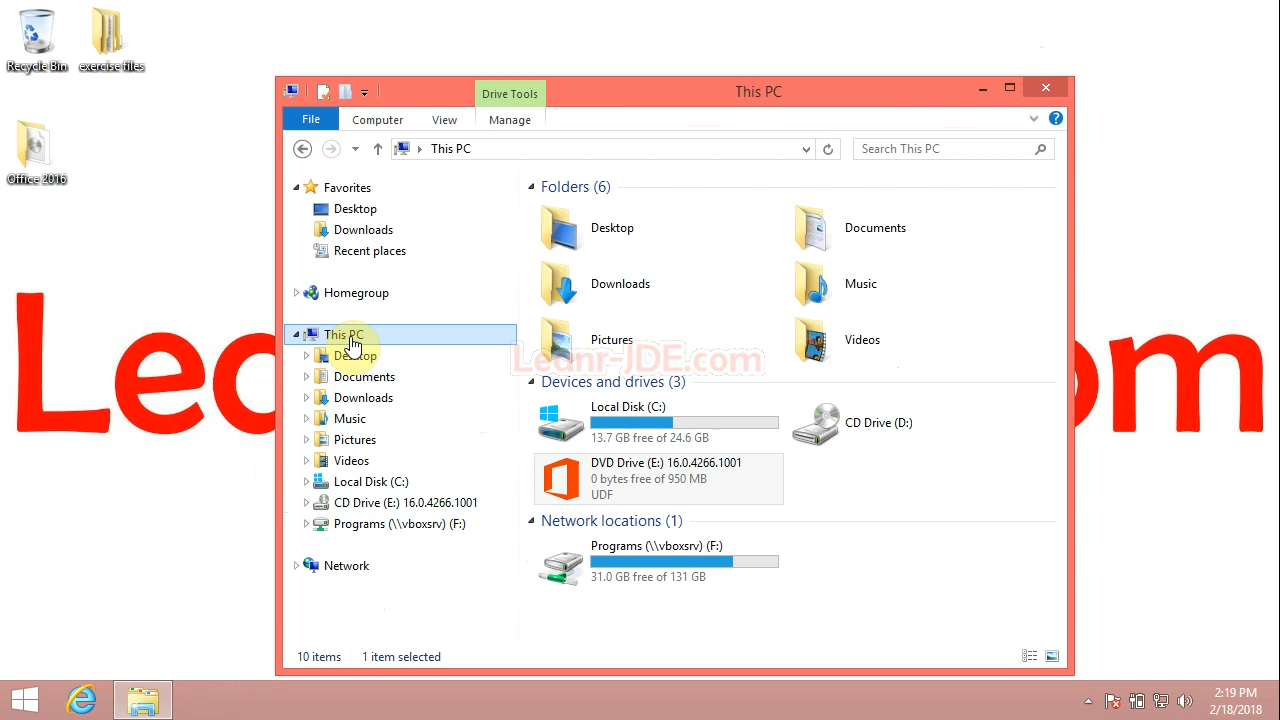 Recycle Bin
exercise files
Office 2016
Drive Tools
This PC
File
Computer
View
Manage
This PC
Search This PC
Favorites
Desktop
Downloads
Recent places
Homegroup
This PC
Desktop
Documents
Downloads
Music
Pictures
Videos
Local Disk (C:)
CD Drive (E:) 16.0.4266.1001
Programs (\\vboxsrv) (F:)
Network
Folders (6)
Desktop
Documents
Downloads
Music
Pictures
Videos
Leanr-JDE.com
Devices and drives (3)
Local Disk (C:)
13.7 GB free of 24.6 GB
CD Drive (D:)
DVD Drive (E:) 16.0.4266.1001
0 bytes free of 950 MB
UDF
Network locations (1)
Programs (\\vboxsrv) (F:)
31.0 GB free of 131 GB
10 items
1 item selected
2:19 PM
2/18/2018